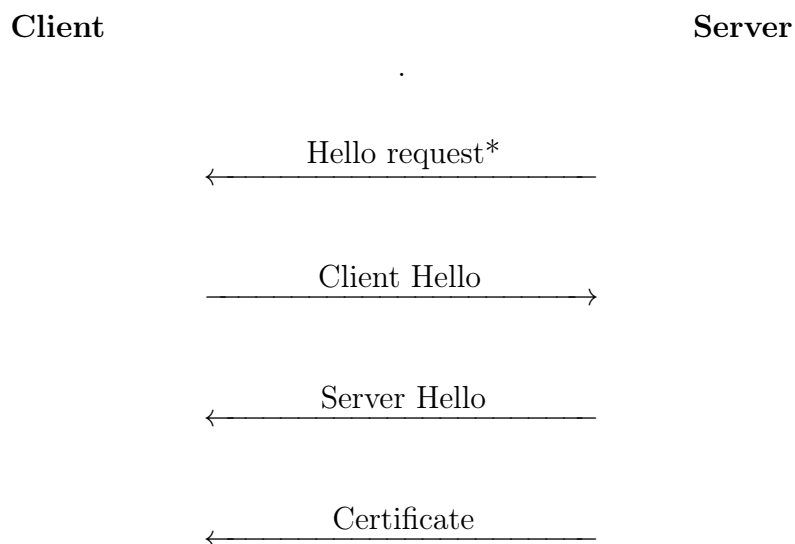 Client Server
.
Hello request*
Client Hello
Server Hello
Certificate